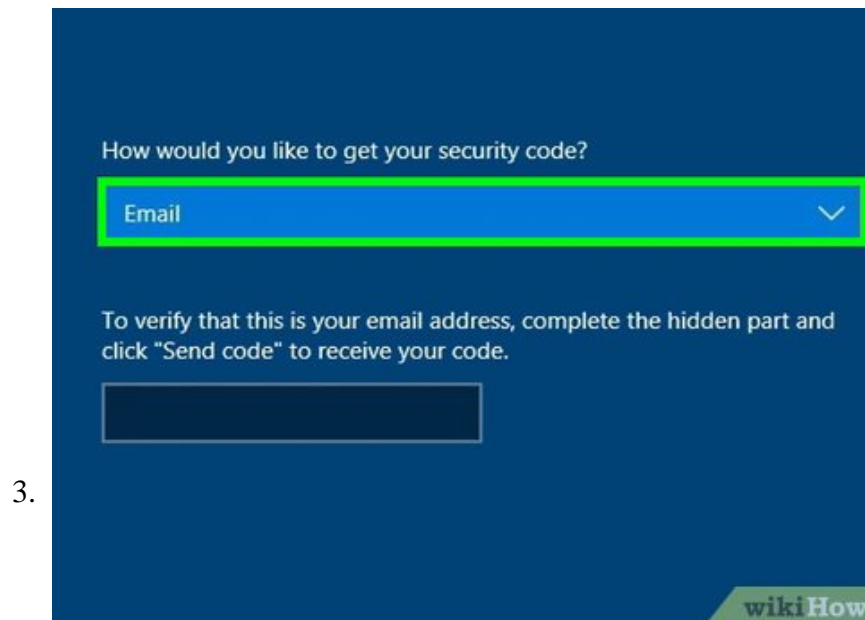 How would you like to get your security code?
Email
To verify that this is your email address, complete the hidden part and
click "Send code" to receive your code.
3.
wikiHow